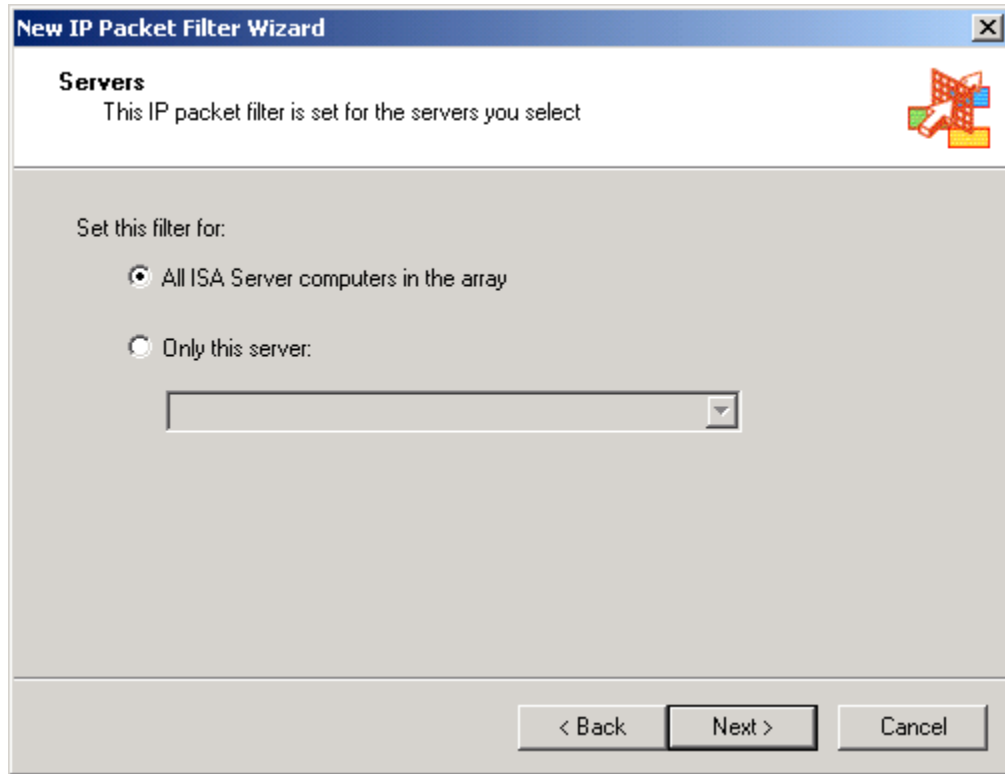 New IP Packet Filter Wizard
Servers
This IP packet filter is set for the servers you select
Set this filter for:
All ISA Server computers in the array
Only this server:
< Back Next > Cancel